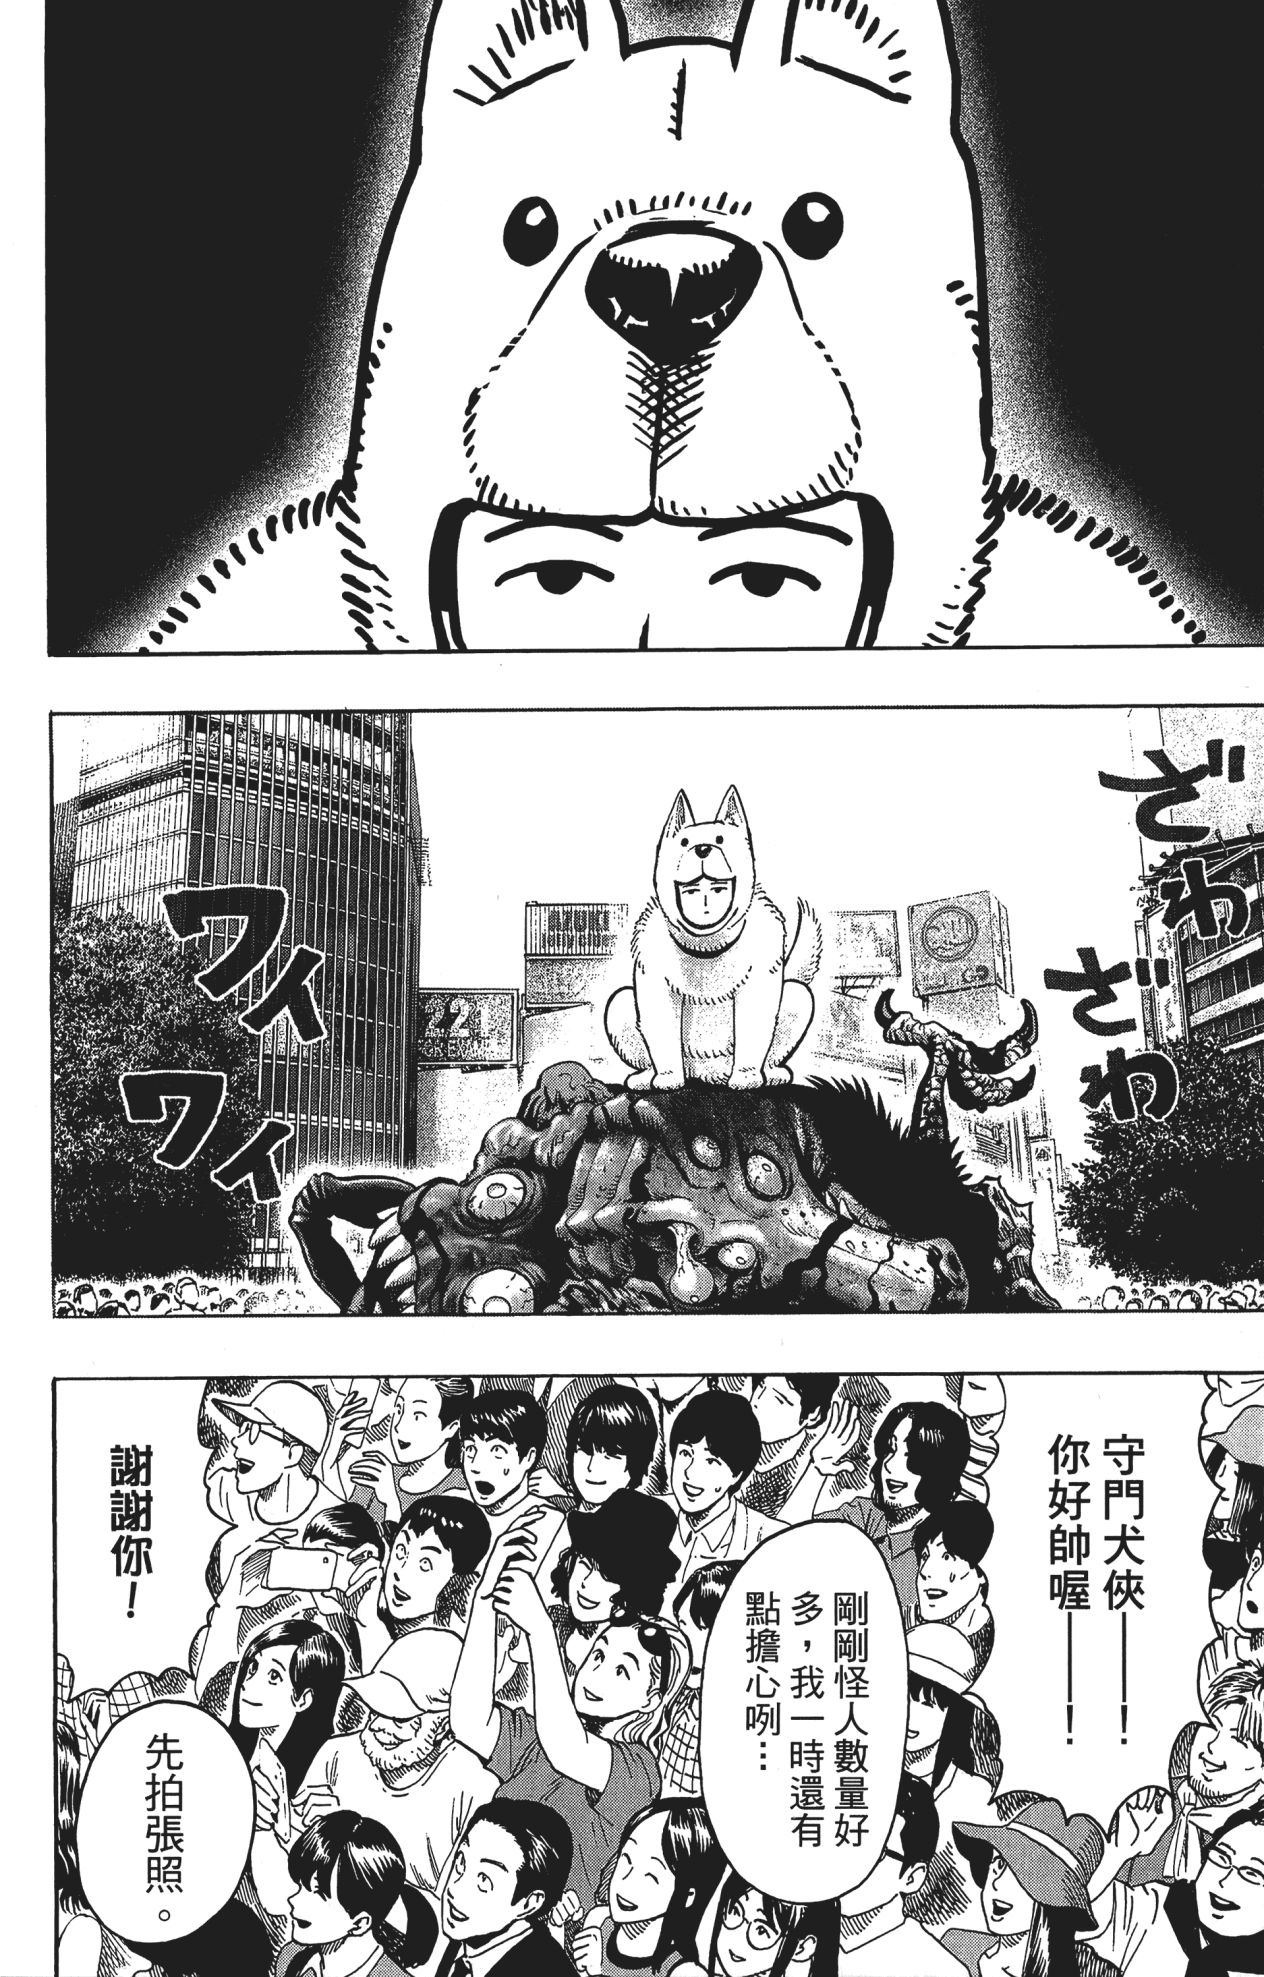 ざわ
ざわ
AZUKI
221
ワイ
ワイ
守門犬俠——！
你好帥喔——！
剛剛怪人數量好
多，我一時還有
點擔心咧…
謝謝你！
先拍張照。